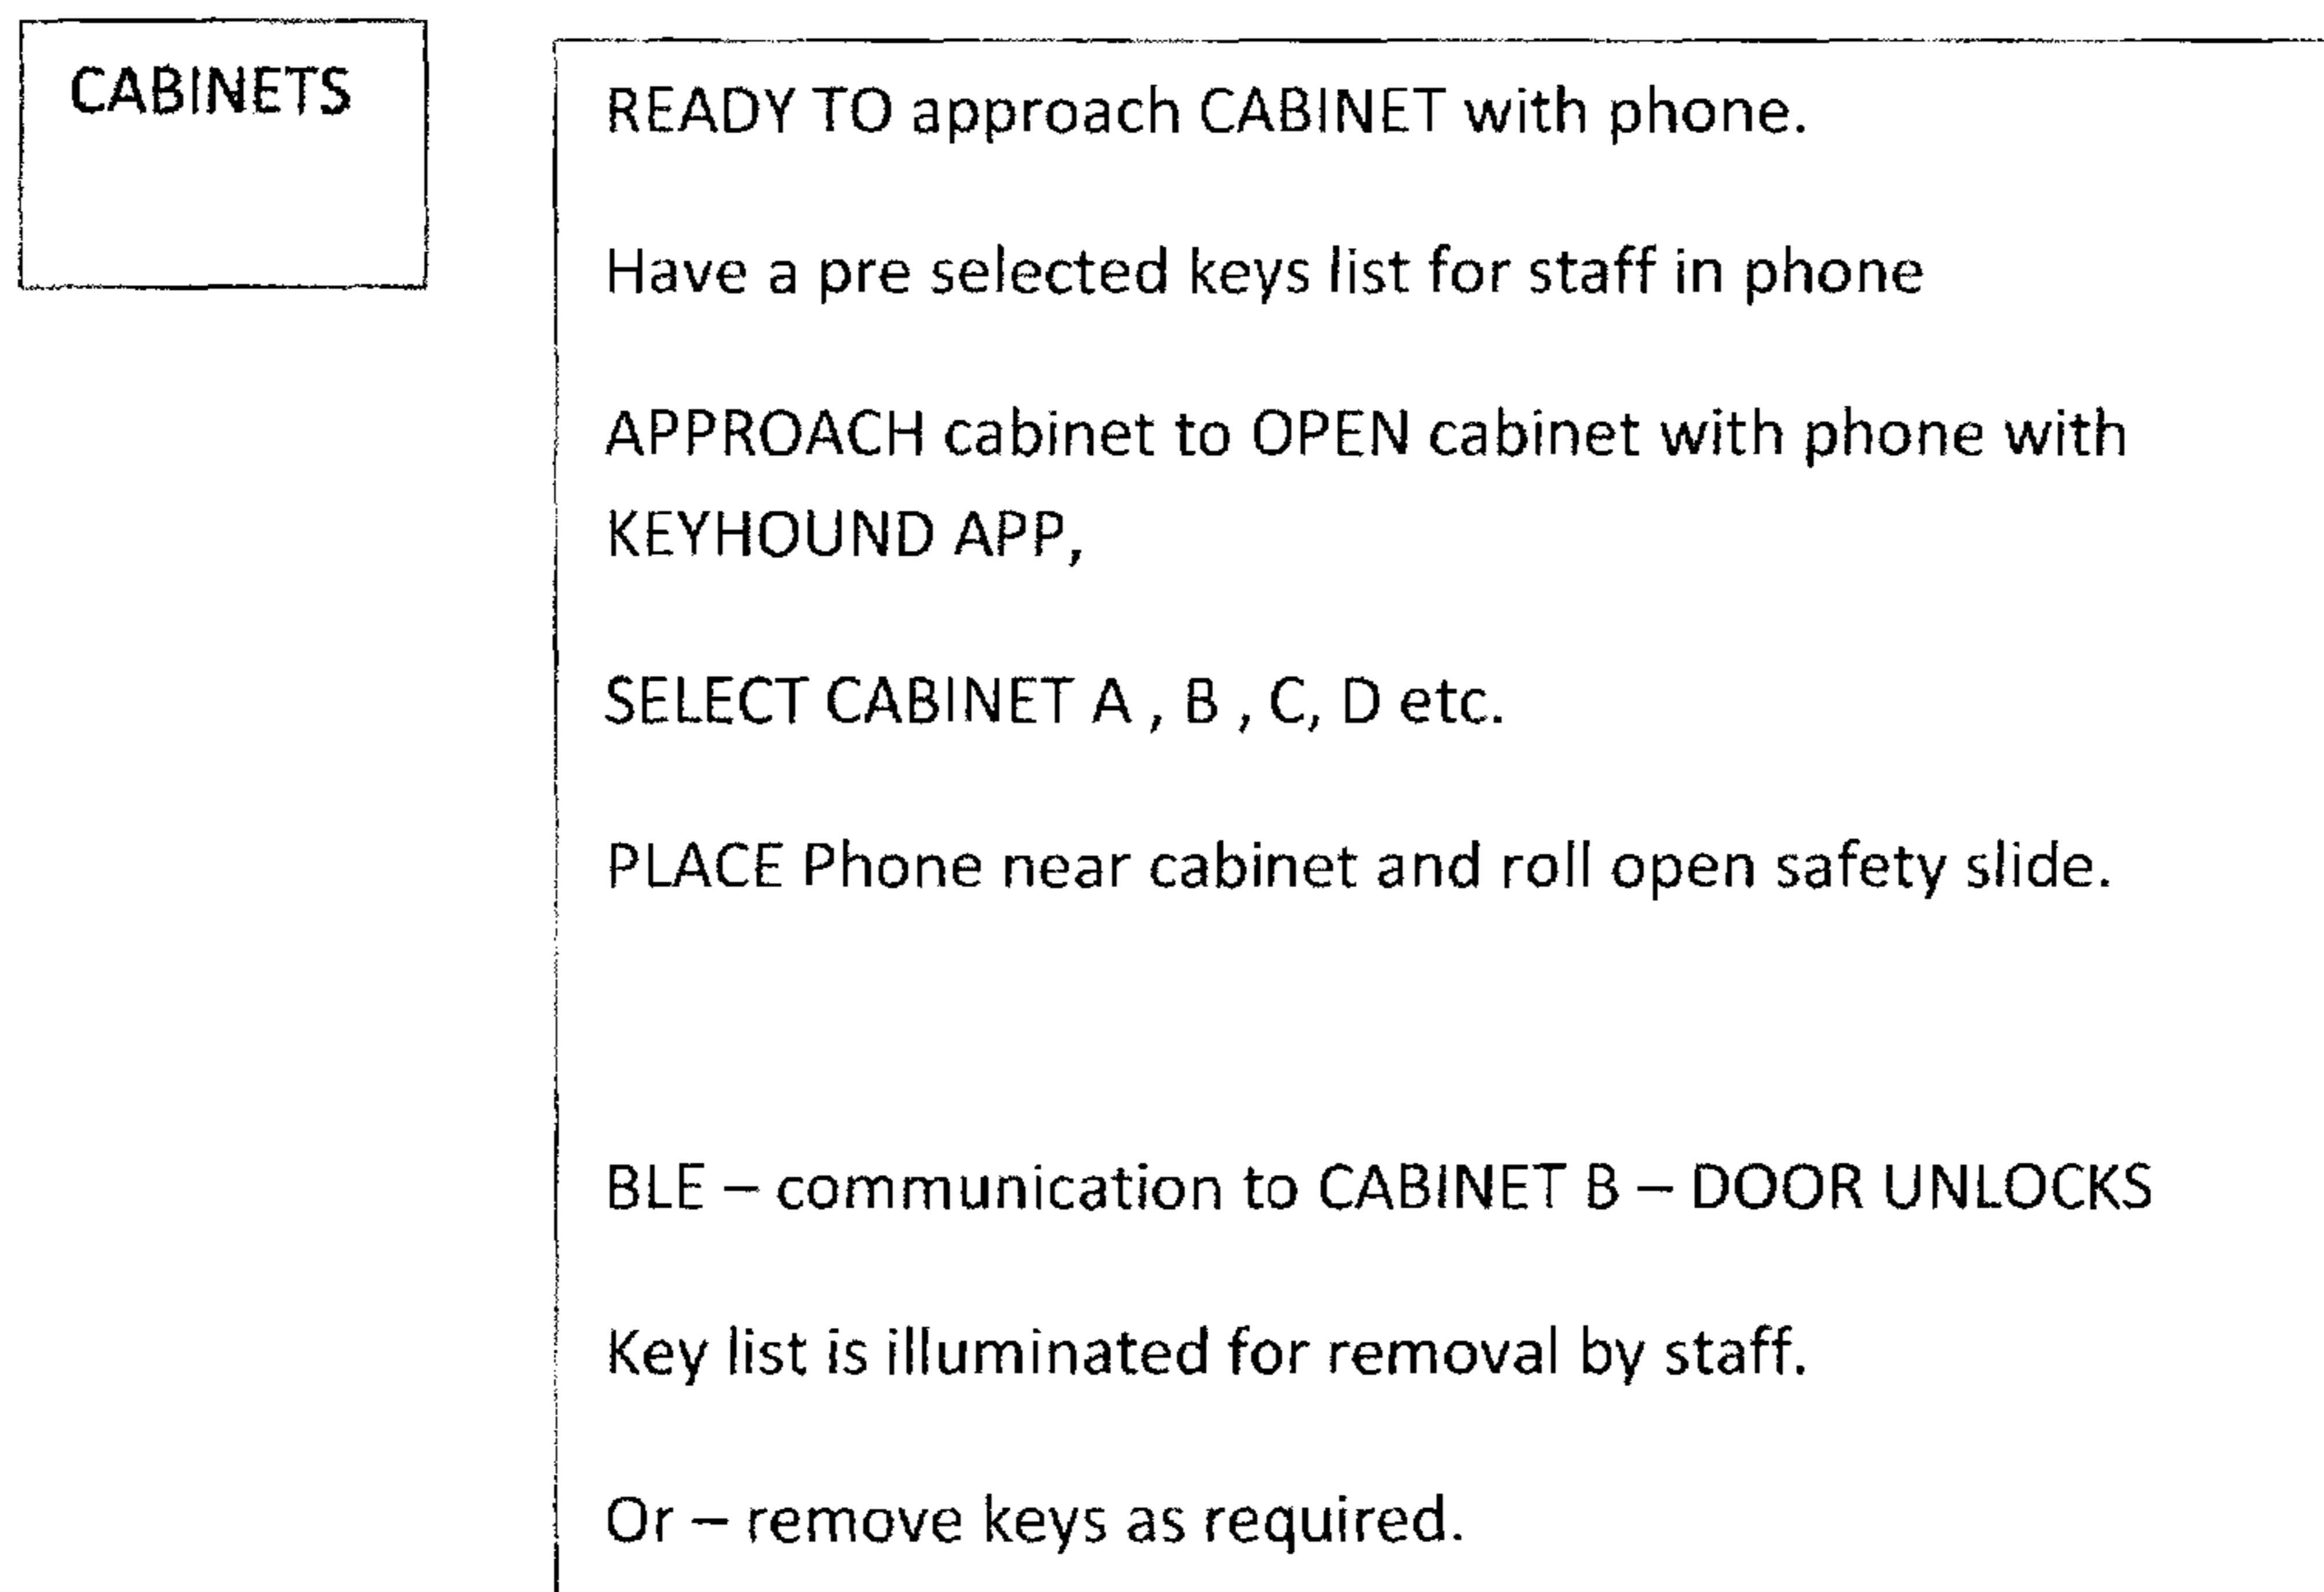 CABINETS
READY TO approach CABINET with phone.
Have a pre selected keys list for staff in phone
APPROACH cabinet to OPEN cabinet with phone with
KEYHOUND APP,
SELECT CABINET A , B , C, D etc.
PLACE Phone near cabinet and roll open safety slide.
BLE – communication to CABINET B – DOOR UNLOCKS
Key list is illuminated for removal by staff.
Or – remove keys as required.